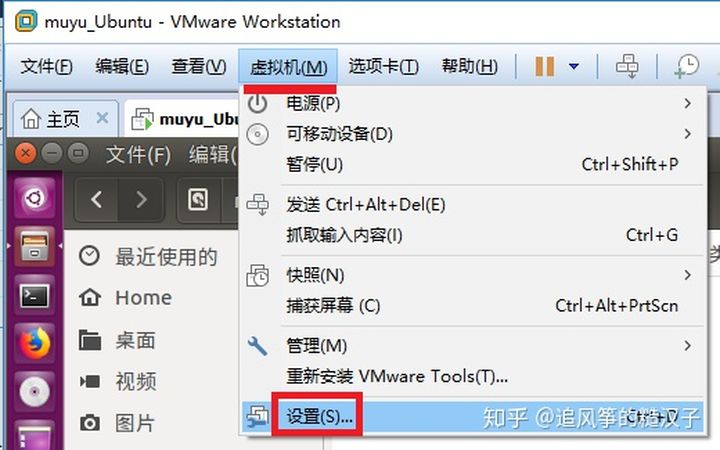 muyu_Ubuntu - VMware Workstation
文件(F) 编辑(E) 查看(V) 虚拟机(M) 选项卡(T) 帮助(H)
主页 muyu_Ubu
电源(P)
文件(F) 编辑(
可移动设备(D)
暂停(U) Ctrl+Shift+P
发送 Ctrl+Alt+Del(E)
抓取输入内容(I) Ctrl+G
最近使用的
类
快照(N)
Home
捕获屏幕 (C) Ctrl+Alt+PrtScn
桌面
管理(M)
视频
重新安装 VMware Tools(T)...
图片
设置(S)... Ctrl+D
知乎 @追风筝的糙汉子